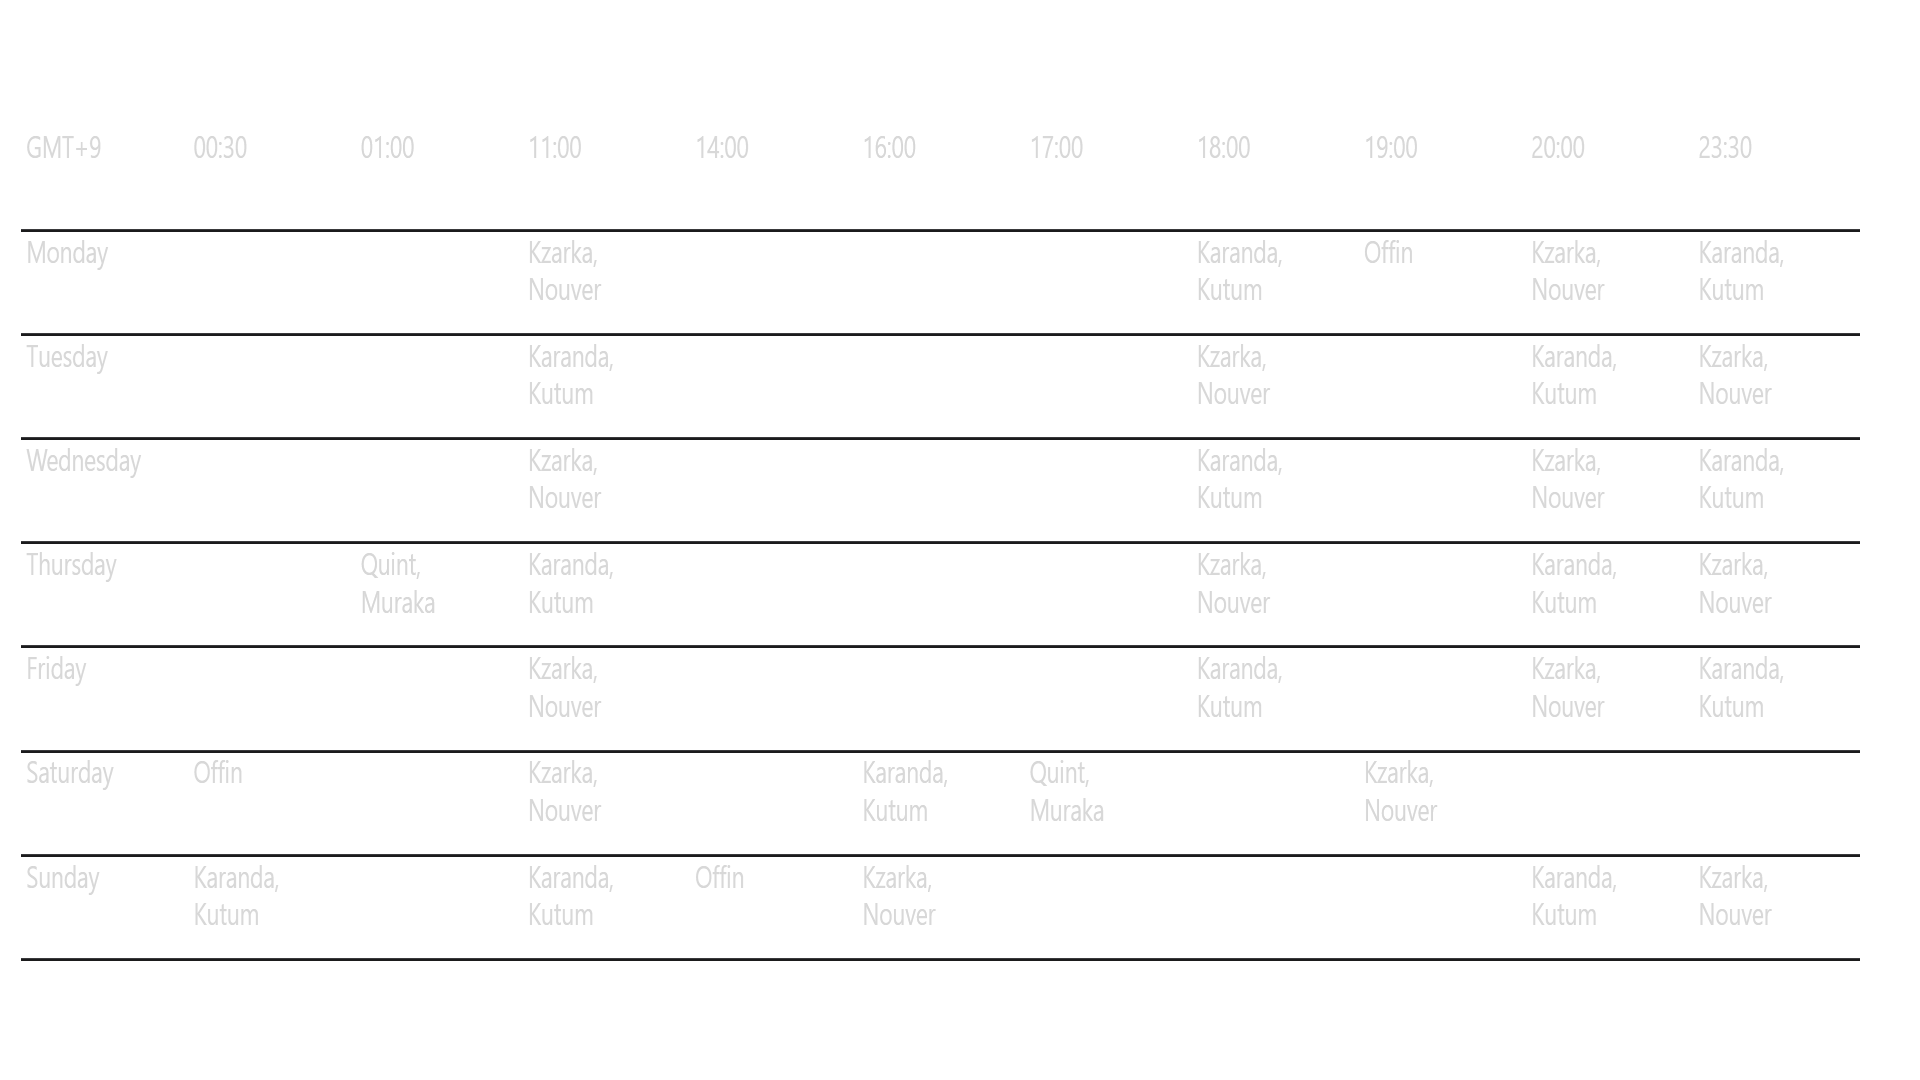 GMT+9 00:30 01:00 11:00 14:00 16:00 17:00 18:00 19:00 20:00 23:30
Monday Kzarka, Karanda, Offin Kzarka, Karanda,
Nouver Kutum Nouver Kutum
Tuesday Karanda, Kzarka, Karanda, Kzarka,
Kutum Nouver Kutum Nouver
Wednesday Kzarka, Karanda, Kzarka, Karanda,
Nouver Kutum Nouver Kutum
Thursday Quint, Karanda, Kzarka, Karanda, Kzarka,
Muraka Kutum Nouver Kutum Nouver
Friday Kzarka, Karanda, Kzarka, Karanda,
Nouver Kutum Nouver Kutum
Saturday Offin Kzarka, Karanda, Quint, Kzarka,
Nouver Kutum Muraka Nouver
Sunday Karanda, Karanda, Offin Kzarka, Karanda, Kzarka,
Kutum Kutum Nouver Kutum Nouver